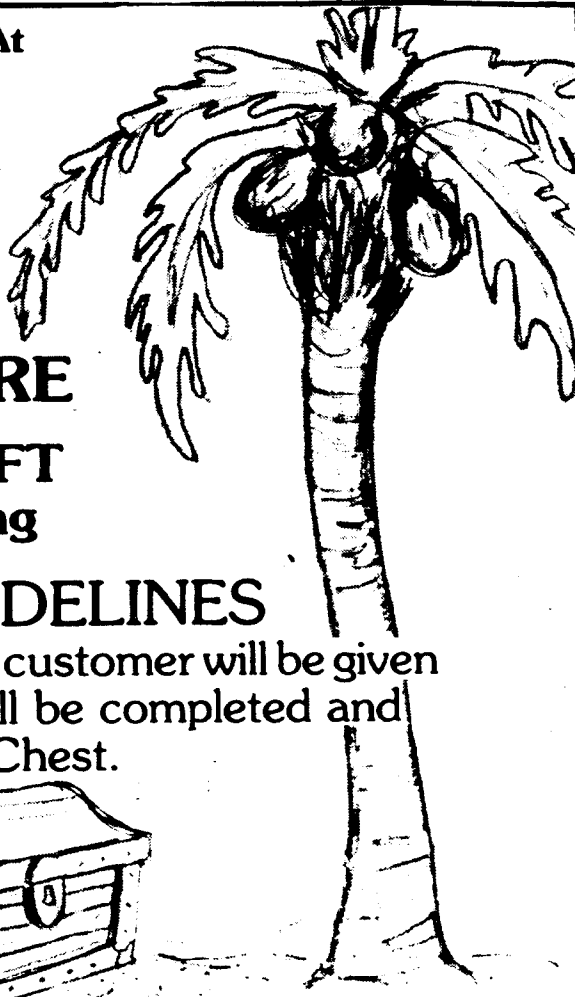 At
RE
FT
ng
DELINES
customer will be given
ll be completed and
Chest.